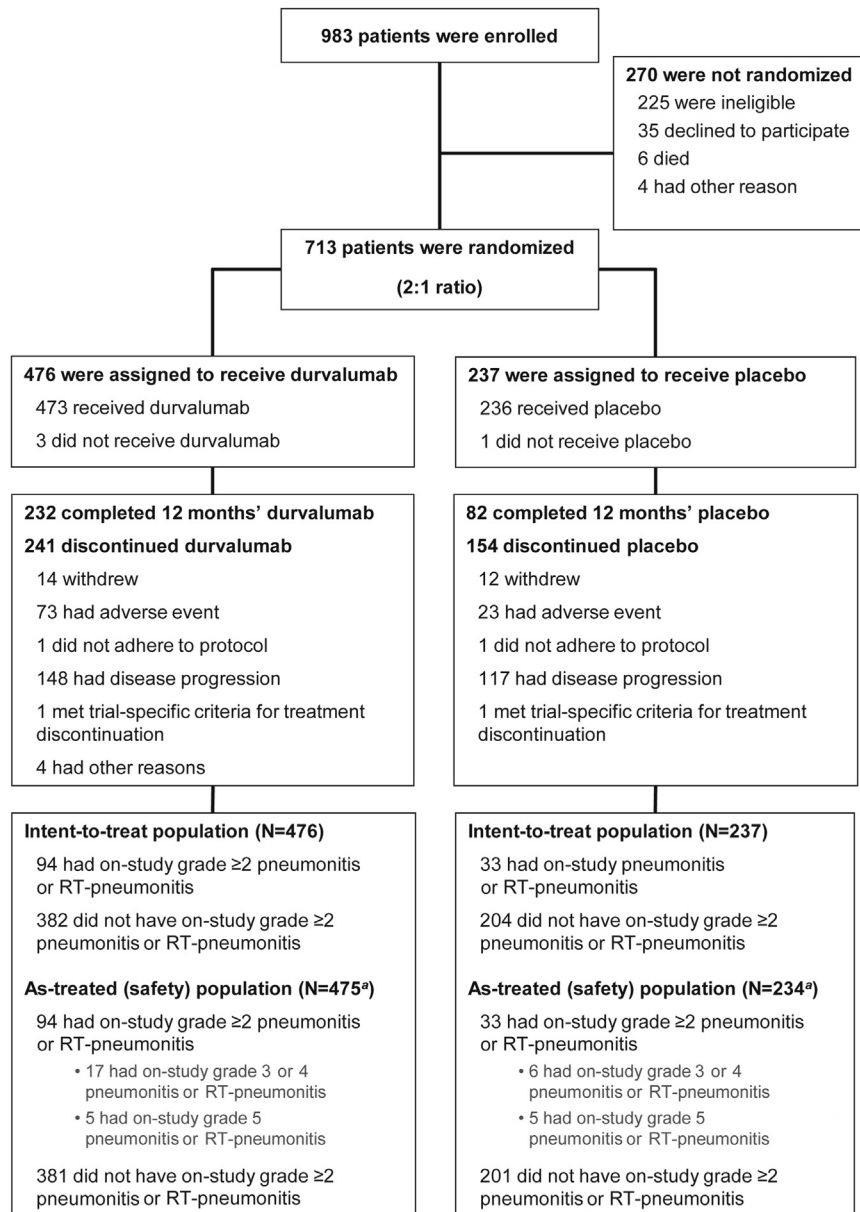 983 patients were enrolled
270 were not randomized
225 were ineligible
35 declined to participate
6 died
4 had other reason
713 patients were randomized
(2:1 ratio)
476 were assigned to receive durvalumab
473 received durvalumab
3 did not receive durvalumab
237 were assigned to receive placebo
236 received placebo
1 did not receive placebo
232 completed 12 months’ durvalumab
241 discontinued durvalumab
14 withdrew
73 had adverse event
1 did not adhere to protocol
148 had disease progression
1 met trial-specific criteria for treatment
discontinuation
4 had other reasons
82 completed 12 months’ placebo
154 discontinued placebo
12 withdrew
23 had adverse event
1 did not adhere to protocol
117 had disease progression
1 met trial-specific criteria for treatment
discontinuation
Intent-to-treat population (N=476)
94 had on-study grade ≥2 pneumonitis
or RT-pneumonitis
382 did not have on-study grade ≥2
pneumonitis or RT-pneumonitis
As-treated (safety) population (N=475a)
94 had on-study grade ≥2 pneumonitis
or RT-pneumonitis
• 17 had on-study grade 3 or 4
pneumonitis or RT-pneumonitis
• 5 had on-study grade 5
pneumonitis or RT-pneumonitis
381 did not have on-study grade ≥2
pneumonitis or RT-pneumonitis
Intent-to-treat population (N=237)
33 had on-study pneumonitis
or RT-pneumonitis
204 did not have on-study grade ≥2
pneumonitis or RT-pneumonitis
As-treated (safety) population (N=234a)
33 had on-study grade ≥2 pneumonitis
or RT-pneumonitis
• 6 had on-study grade 3 or 4
pneumonitis or RT-pneumonitis
• 5 had on-study grade 5
pneumonitis or RT-pneumonitis
201 did not have on-study grade ≥2
pneumonitis or RT-pneumonitis